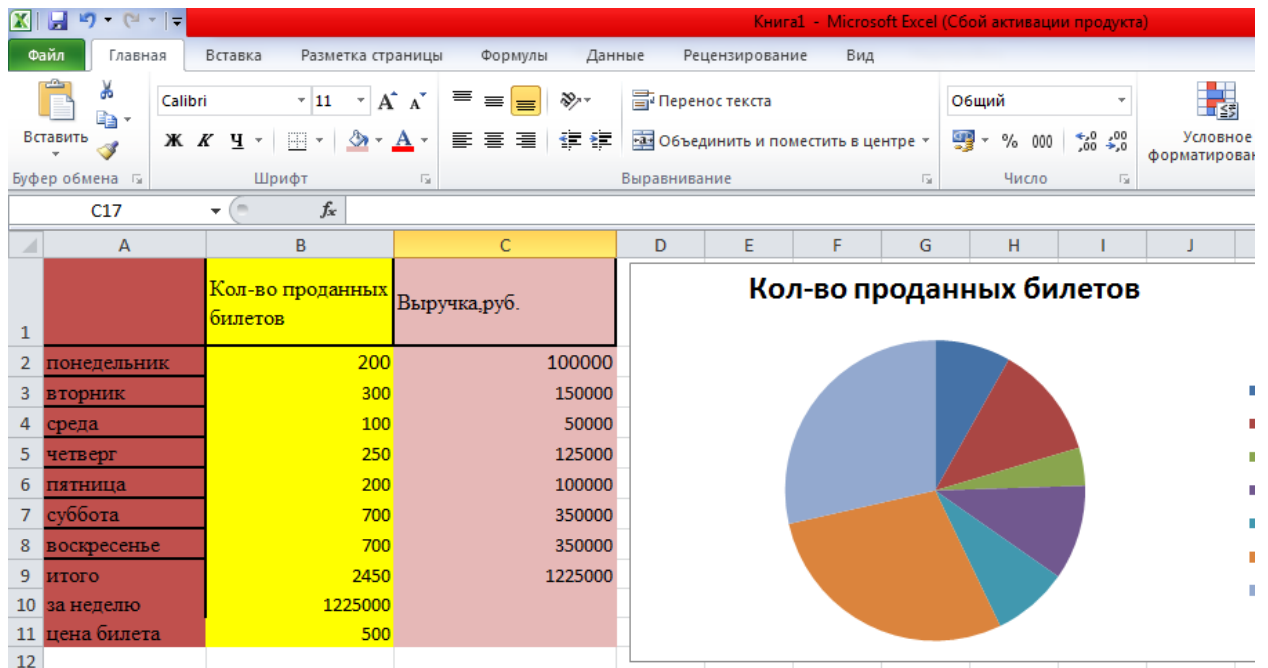 Книга1 - Microsoft Excel (Сбой активации продукта)
Файл Главная Вставка Разметка страницы Формулы Данные Рецензирование Вид
Calibri 11 Перенос текста Общий
Вставить Ж К Ч Объединить и поместить в центре % 000 ,00 ,0 Условное
Буфер обмена Шрифт Выравнивание Число
C17 fx
A B C D E F G H I J
1 Кол-во проданных билетов Выручка,руб.
Кол-во проданных билетов
2 понедельник 200 100000
3 вторник 300 150000
4 среда 100 50000
5 четверг 250 125000
6 пятница 200 100000
7 суббота 700 350000
8 воскресенье 700 350000
9 итого 2450 1225000
10 за неделю 1225000
11 цена билета 500
12